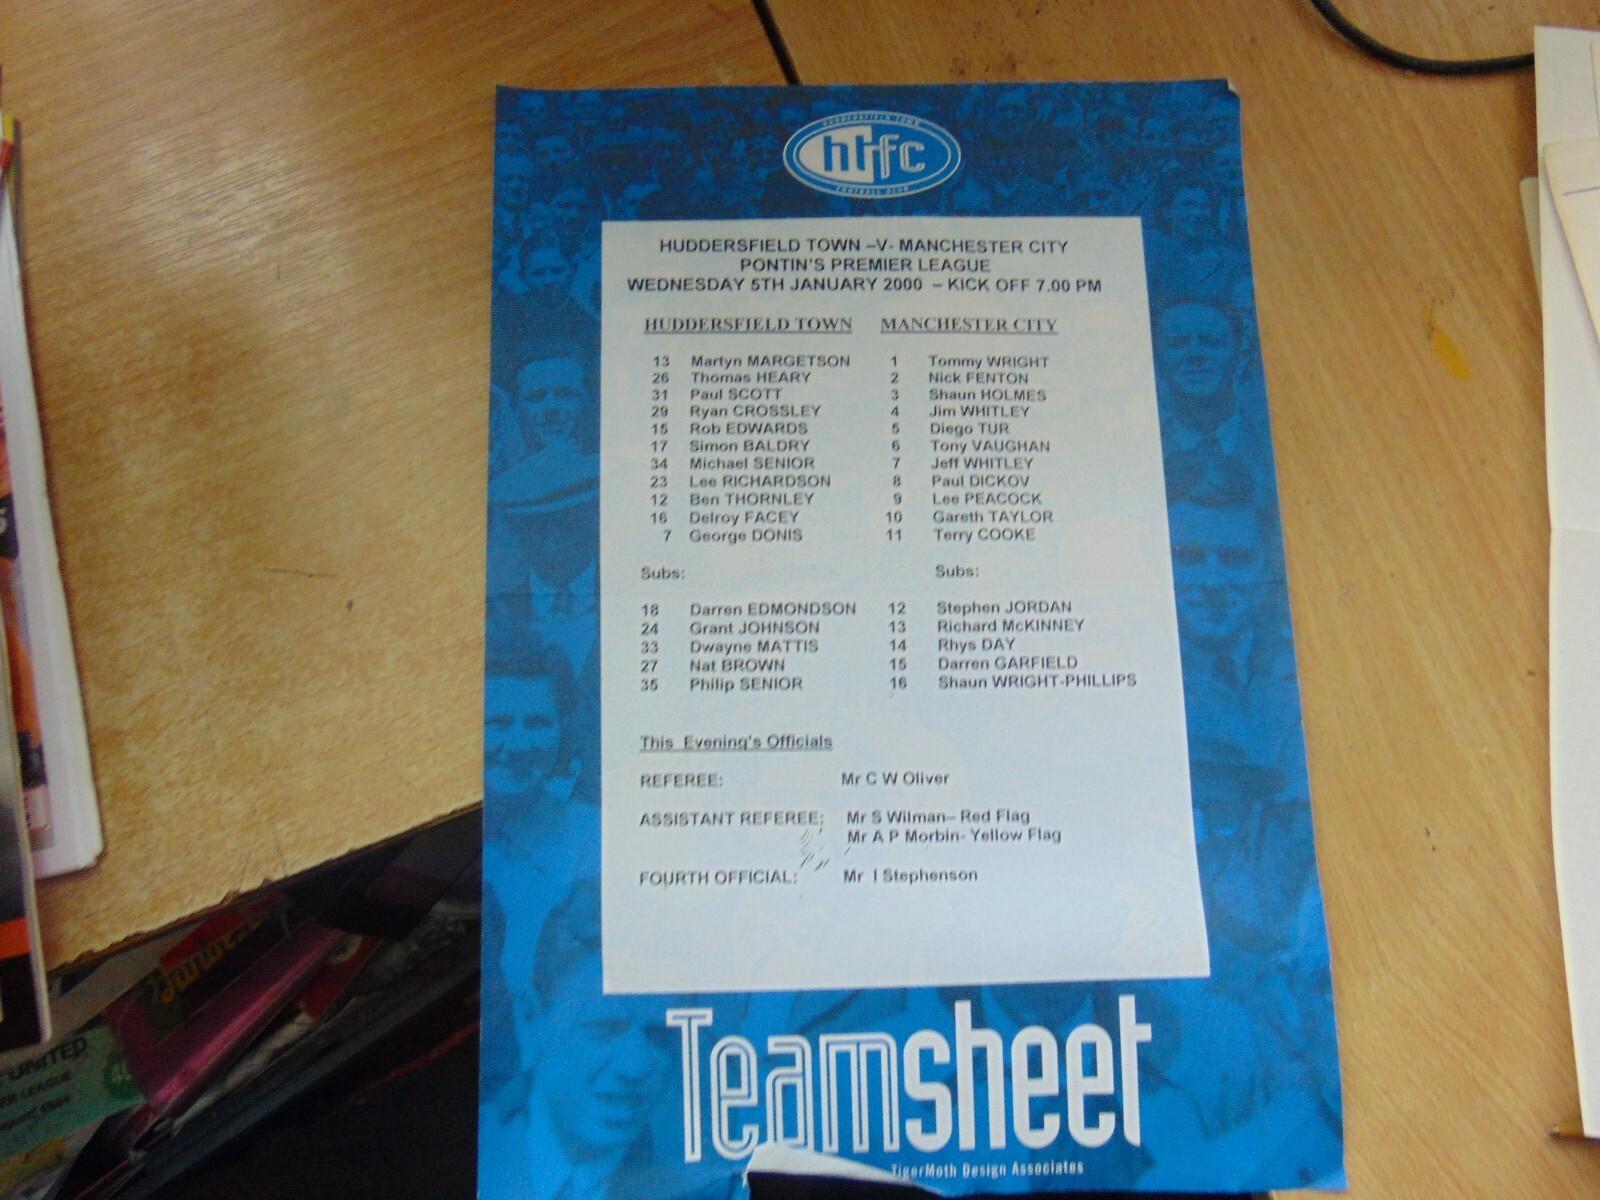 HUDDERSFIELD TOWN
htfc
FOOTBALL CLUB
HUDDERSFIELD TOWN –V- MANCHESTER CITY
PONTIN'S PREMIER LEAGUE
WEDNESDAY 5TH JANUARY 2000 – KICK OFF 7.00 PM
HUDDERSFIELD TOWN MANCHESTER CITY
13 Martyn MARGETSON 1 Tommy WRIGHT
26 Thomas HEARY 2 Nick FENTON
31 Paul SCOTT 3 Shaun HOLMES
29 Ryan CROSSLEY 4 Jim WHITLEY
15 Rob EDWARDS 5 Diego TUR
17 Simon BALDRY 6 Tony VAUGHAN
34 Michael SENIOR 7 Jeff WHITLEY
23 Lee RICHARDSON 8 Paul DICKOV
12 Ben THORNLEY 9 Lee PEACOCK
16 Delroy FACEY 10 Gareth TAYLOR
7 George DONIS 11 Terry COOKE
Subs: Subs:
18 Darren EDMONDSON 12 Stephen JORDAN
24 Grant JOHNSON 13 Richard McKINNEY
33 Dwayne MATTIS 14 Rhys DAY
27 Nat BROWN 15 Darren GARFIELD
35 Philip SENIOR 16 Shaun WRIGHT-PHILLIPS
This Evening's Officials
REFEREE: Mr C W Oliver
ASSISTANT REFEREE: Mr S Wilman– Red Flag
Mr A P Morbin- Yellow Flag
FOURTH OFFICIAL: Mr I Stephenson
Teamsheet
TigerMoth Design Associates
UNITED
LEAGUE